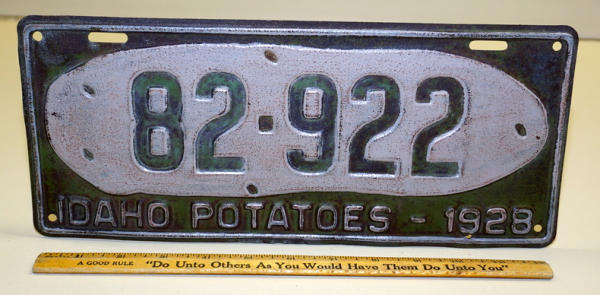 82·922
IDAHO POTATOES - 1928
A GOOD RULE "Do Unto Others As You Would Have Them Do Unto You"